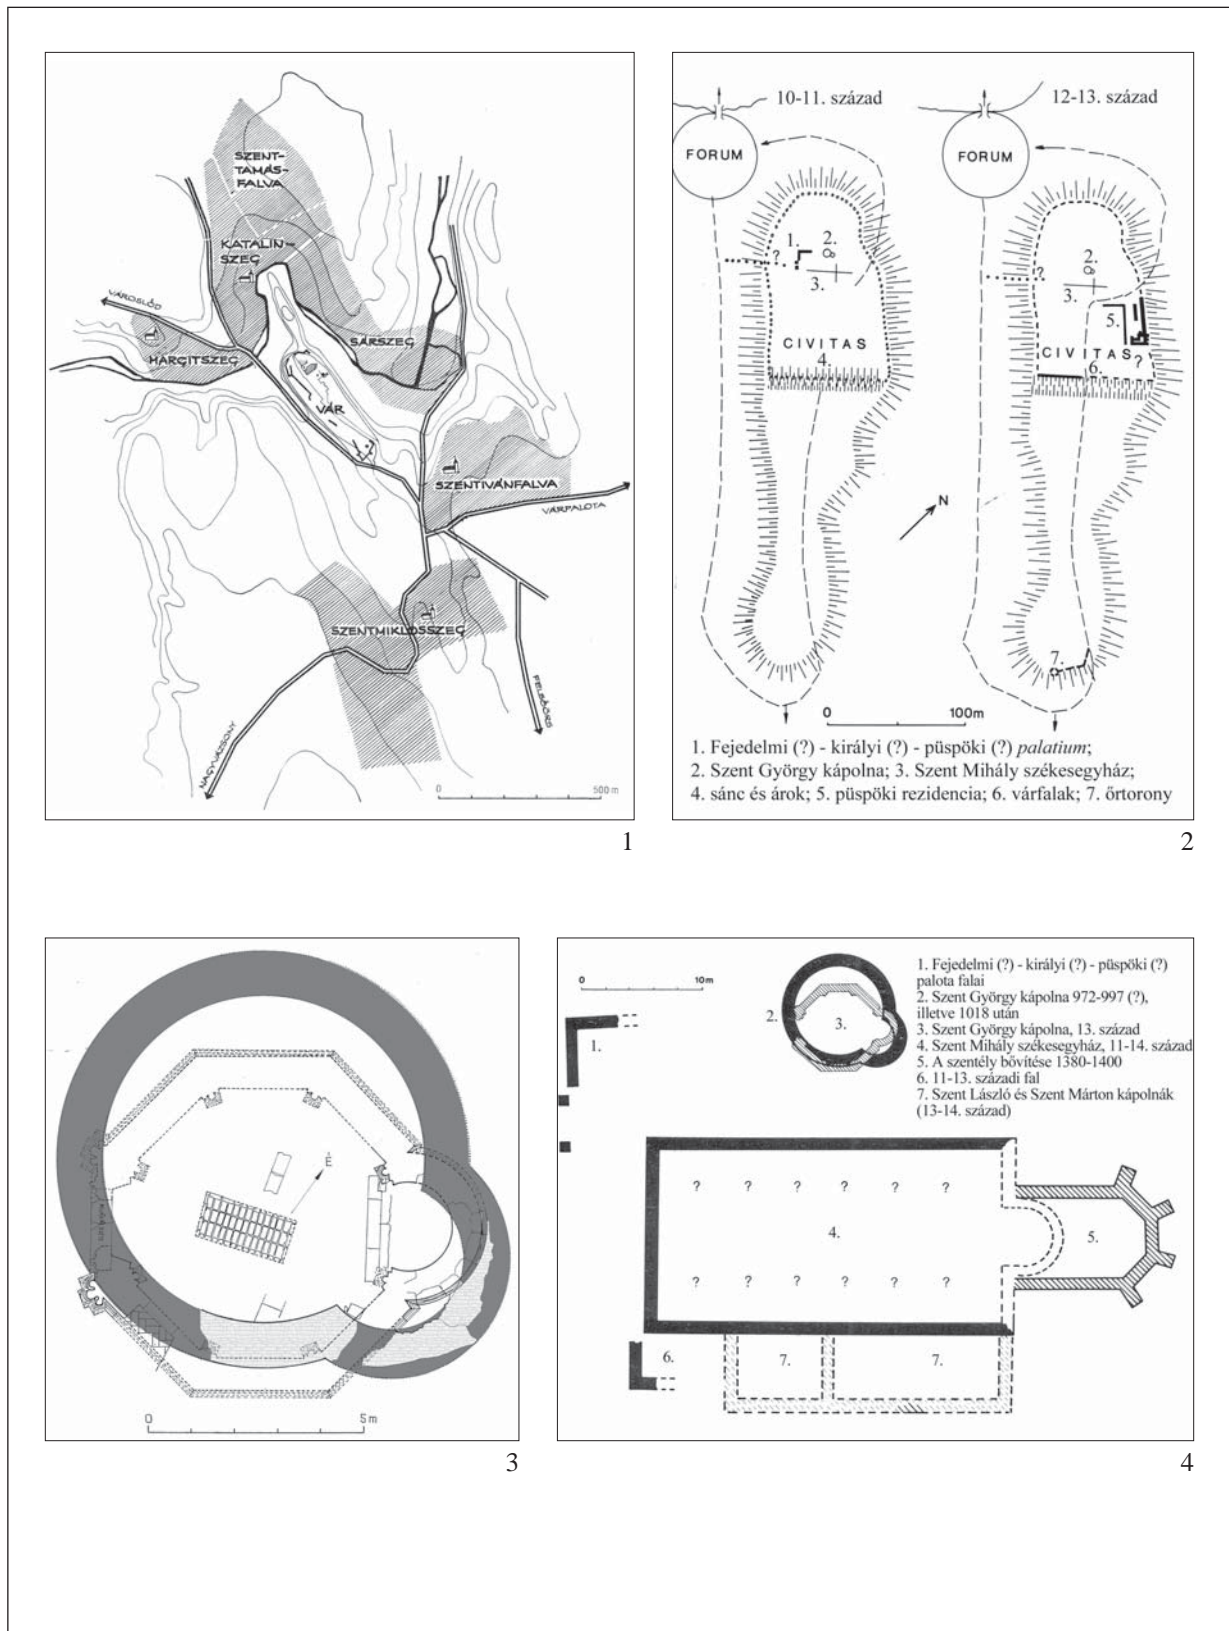 SZENT-
TAMÁS-
FALVA
KATALIN-
SZEG
VÁROSLŐD
HARGITSZEG
SÁRSZEG
VÁR
SZENTIVÁNFALVA
VÁRPALOTA
SZENTMIKLÓSSZEG
FELSŐÖRS
NAGYVÁZSONY
0 500 m
1
10-11. század
12-13. század
FORUM
FORUM
1.
2.
?
3.
CIVITAS
4.
2.
?
3.
5.
CIVITAS ?
6.
N
7.
0 100m
1. Fejedelmi (?) - királyi (?) - püspöki (?) palatium;
2. Szent György kápolna; 3. Szent Mihály székesegyház;
4. sánc és árok; 5. püspöki rezidencia; 6. várfalak; 7. őrtorony
2
É
0 5m
3
0 10m
1.
2.
3.
1. Fejedelmi (?) - királyi (?) - püspöki (?)
palota falai
2. Szent György kápolna 972-997 (?),
illetve 1018 után
3. Szent György kápolna, 13. század
4. Szent Mihály székesegyház, 11-14. század
5. A szentély bővítése 1380-1400
6. 11-13. századi fal
7. Szent László és Szent Márton kápolnák
(13-14. század)
? ? ? ? ? ?
4.
5.
? ? ? ? ? ?
6.
7.
7.
4